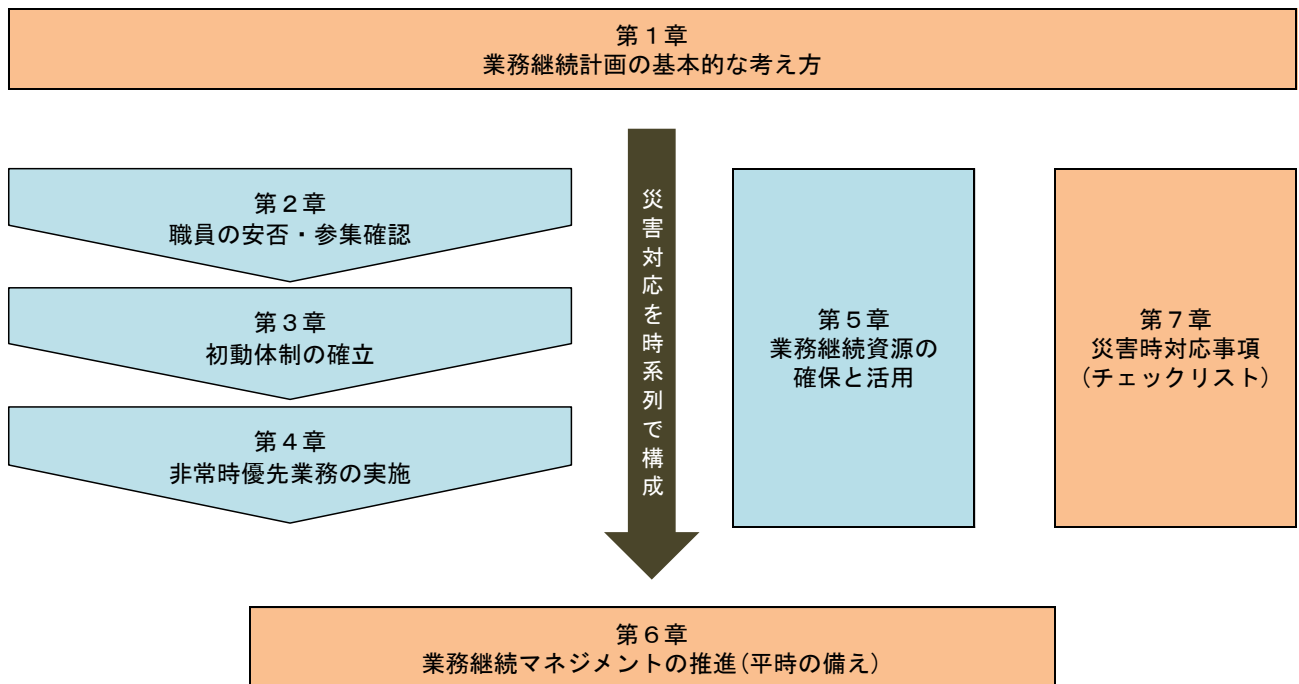 第１章
業務継続計画の基本的な考え方
第２章
職員の安否・参集確認
第３章
初動体制の確立
第４章
非常時優先業務の実施
災害対応を時系列で構成
第５章
業務継続資源の
確保と活用
第７章
災害時対応事項
(チェックリスト)
第６章
業務継続マネジメントの推進(平時の備え)